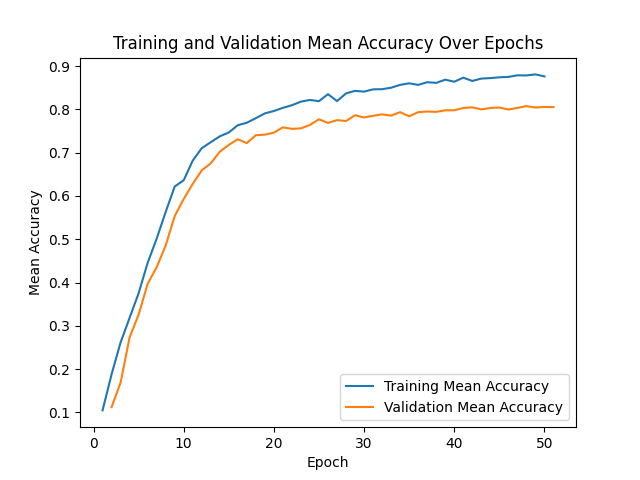 Training and Validation Mean Accuracy Over Epochs
0.9
0.8
0.7
0.6
0.5
0.4
0.3
0.2
0.1
Mean Accuracy
Training Mean Accuracy
Validation Mean Accuracy
0 10 20 30 40 50
Epoch